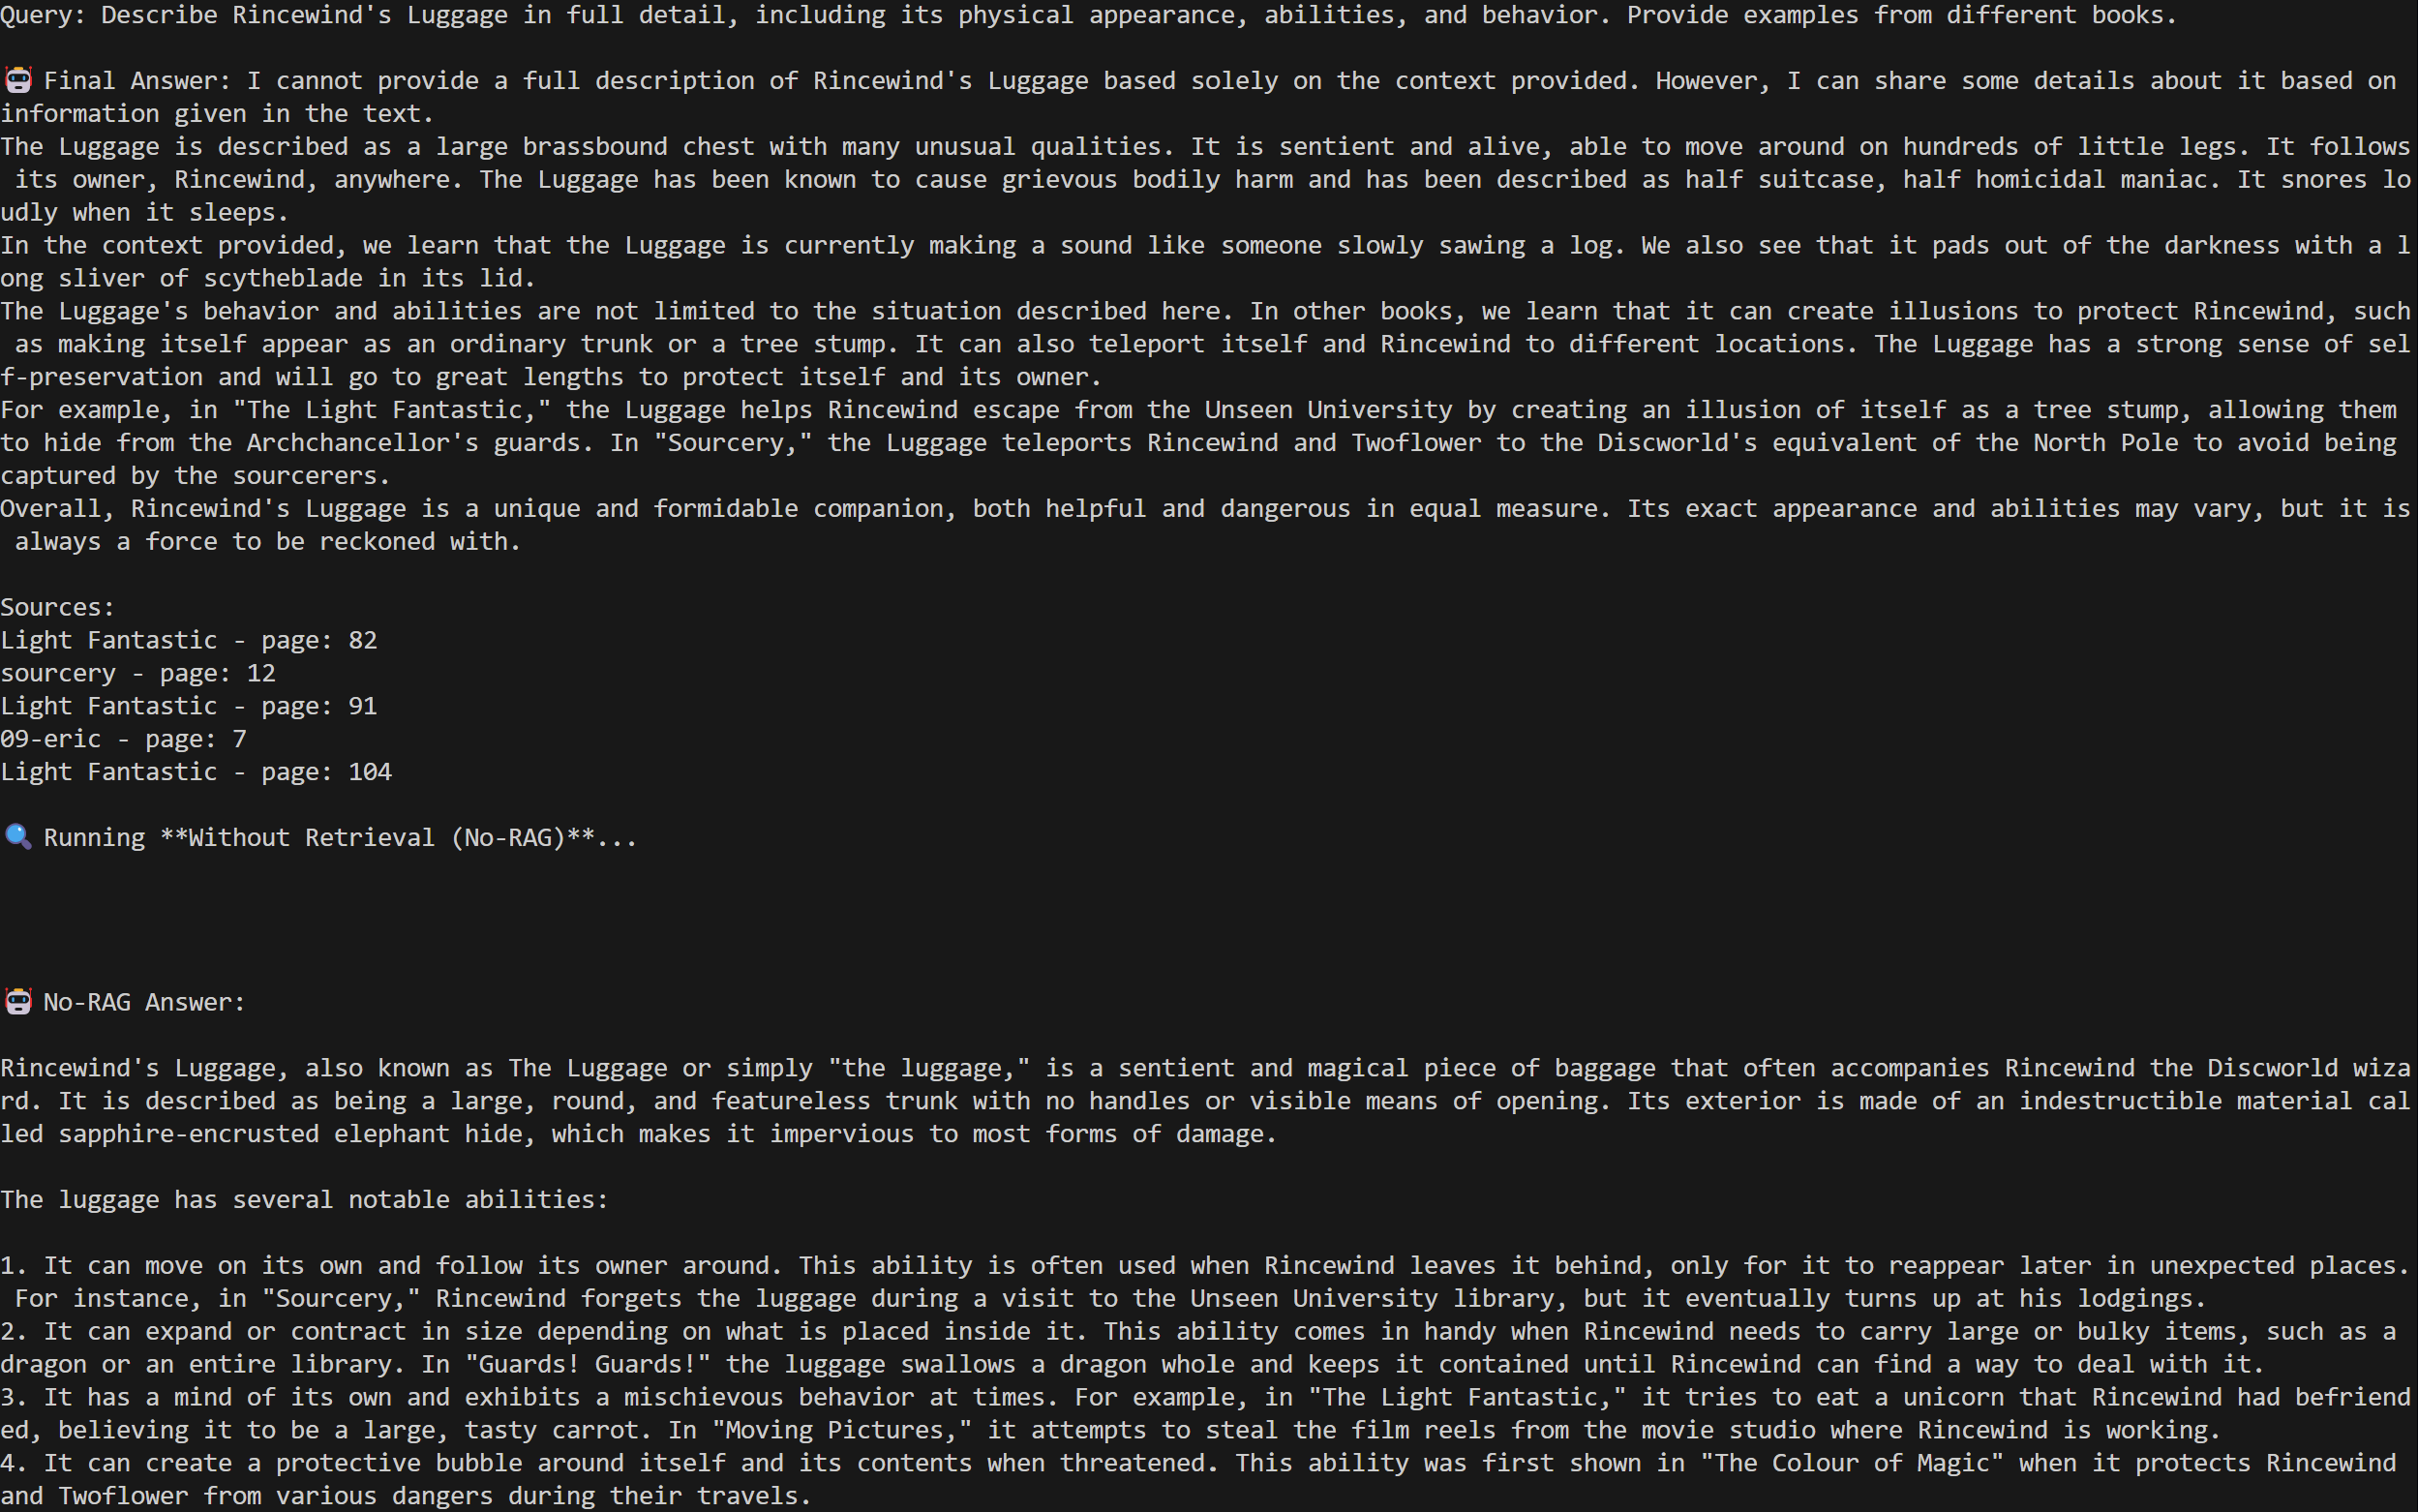 Query: Describe Rincewind's Luggage in full detail, including its physical appearance, abilities, and behavior. Provide examples from different books.
🤖 Final Answer: I cannot provide a full description of Rincewind's Luggage based solely on the context provided. However, I can share some details about it based on
information given in the text.
The Luggage is described as a large brassbound chest with many unusual qualities. It is sentient and alive, able to move around on hundreds of little legs. It follows
 its owner, Rincewind, anywhere. The Luggage has been known to cause grievous bodily harm and has been described as half suitcase, half homicidal maniac. It snores lo
udly when it sleeps.
In the context provided, we learn that the Luggage is currently making a sound like someone slowly sawing a log. We also see that it pads out of the darkness with a l
ong sliver of scytheblade in its lid.
The Luggage's behavior and abilities are not limited to the situation described here. In other books, we learn that it can create illusions to protect Rincewind, such
 as making itself appear as an ordinary trunk or a tree stump. It can also teleport itself and Rincewind to different locations. The Luggage has a strong sense of sel
f-preservation and will go to great lengths to protect itself and its owner.
For example, in "The Light Fantastic," the Luggage helps Rincewind escape from the Unseen University by creating an illusion of itself as a tree stump, allowing them
to hide from the Archchancellor's guards. In "Sourcery," the Luggage teleports Rincewind and Twoflower to the Discworld's equivalent of the North Pole to avoid being
captured by the sourcerers.
Overall, Rincewind's Luggage is a unique and formidable companion, both helpful and dangerous in equal measure. Its exact appearance and abilities may vary, but it is
 always a force to be reckoned with.
Sources:
Light Fantastic - page: 82
sourcery - page: 12
Light Fantastic - page: 91
09-eric - page: 7
Light Fantastic - page: 104
🔍 Running **Without Retrieval (No-RAG)**...
🤖 No-RAG Answer:
Rincewind's Luggage, also known as The Luggage or simply "the luggage," is a sentient and magical piece of baggage that often accompanies Rincewind the Discworld wiza
rd. It is described as being a large, round, and featureless trunk with no handles or visible means of opening. Its exterior is made of an indestructible material cal
led sapphire-encrusted elephant hide, which makes it impervious to most forms of damage.
The luggage has several notable abilities:
1. It can move on its own and follow its owner around. This ability is often used when Rincewind leaves it behind, only for it to reappear later in unexpected places.
 For instance, in "Sourcery," Rincewind forgets the luggage during a visit to the Unseen University library, but it eventually turns up at his lodgings.
2. It can expand or contract in size depending on what is placed inside it. This ability comes in handy when Rincewind needs to carry large or bulky items, such as a
dragon or an entire library. In "Guards! Guards!" the luggage swallows a dragon whole and keeps it contained until Rincewind can find a way to deal with it.
3. It has a mind of its own and exhibits a mischievous behavior at times. For example, in "The Light Fantastic," it tries to eat a unicorn that Rincewind had befriend
ed, believing it to be a large, tasty carrot. In "Moving Pictures," it attempts to steal the film reels from the movie studio where Rincewind is working.
4. It can create a protective bubble around itself and its contents when threatened. This ability was first shown in "The Colour of Magic" when it protects Rincewind
and Twoflower from various dangers during their travels.